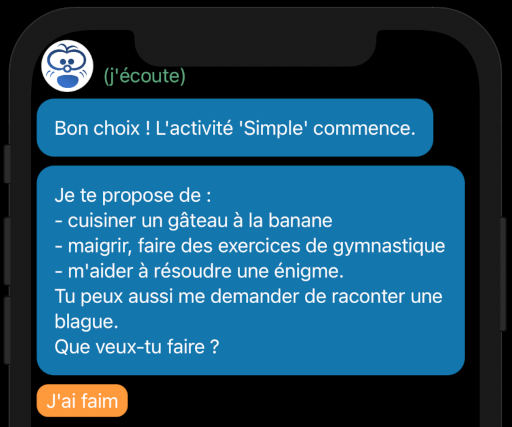 (j'écoute)
Bon choix ! L'activité 'Simple' commence.
Je te propose de :
- cuisiner un gâteau à la banane
- maigrir, faire des exercices de gymnastique
- m'aider à résoudre une énigme.
Tu peux aussi me demander de raconter une
blague.
Que veux-tu faire ?
J'ai faim